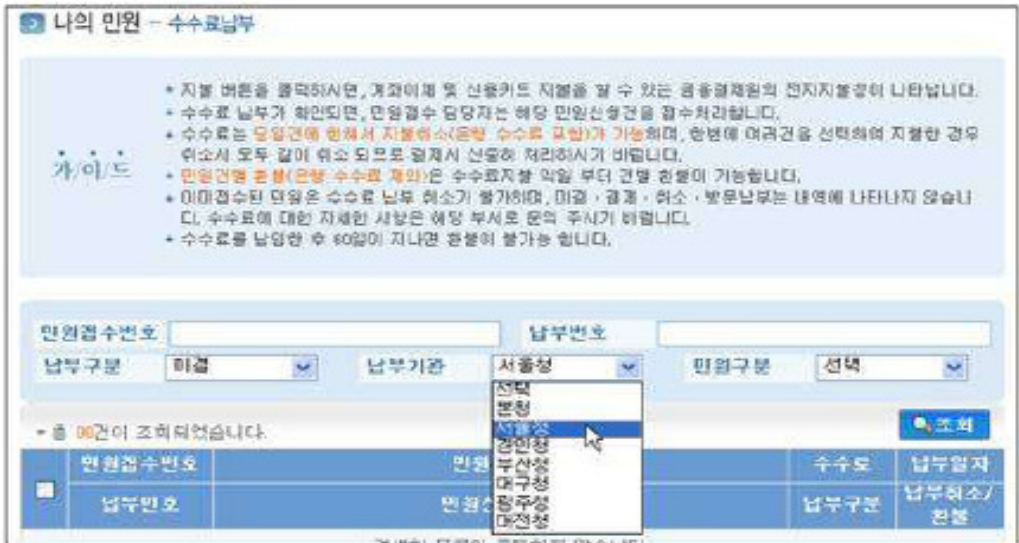 나의 민원 - 수수료납부
• 지불 버튼을 클릭하시면, 계좌이체 및 신용카드 지불을 할 수 있는 금융결제원의 전자지불창이 나타납니다.
• 수수료 납부가 확인되면, 민원접수 담당자는 해당 민원신청건을 접수처리합니다.
• 수수료는 당일건에 한해서 지불취소(은행 수수료 포함)가 가능하며, 한번에 여러건을 선택하여 지불한 경우
취소시 모두 같이 취소 되므로 결제시 신중히 처리하시기 바랍니다.
가/이/드
• 민원건별 환불(은행 수수료 제외)은 수수료지불 익일 부터 건별 환불이 가능합니다.
• 이미접수된 민원은 수수료 납부 취소가 불가하며, 미결·결제·취소·방문납부는 내역에 나타나지 않습니
다. 수수료에 대한 자세한 사항은 해당 부서로 문의 주시기 바랍니다.
• 수수료를 납입한 후 60일이 지나면 환불이 불가능 합니다.
민원접수번호 납부번호
납부구분 미결 납부기관 서울청 민원구분 선택
선택
본청
서울청
경인청
부산청
대구청
광주청
대전청
총 00건이 조회되었습니다. 조회
민원접수번호 민원 수수료 납부일자
납부번호 민원 납부구분 납부취소/
환불